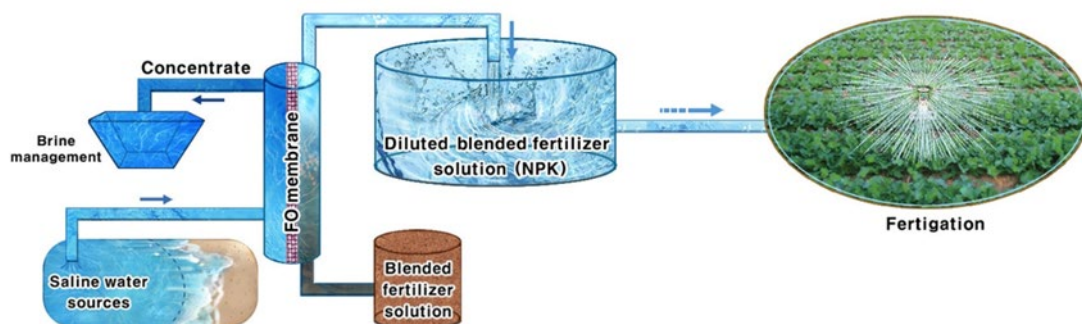 Concentrate
Brine
management
FO membrane
Saline water
sources
Blended
fertilizer
solution
Diluted blended fertilizer
solution (NPK)
Fertigation